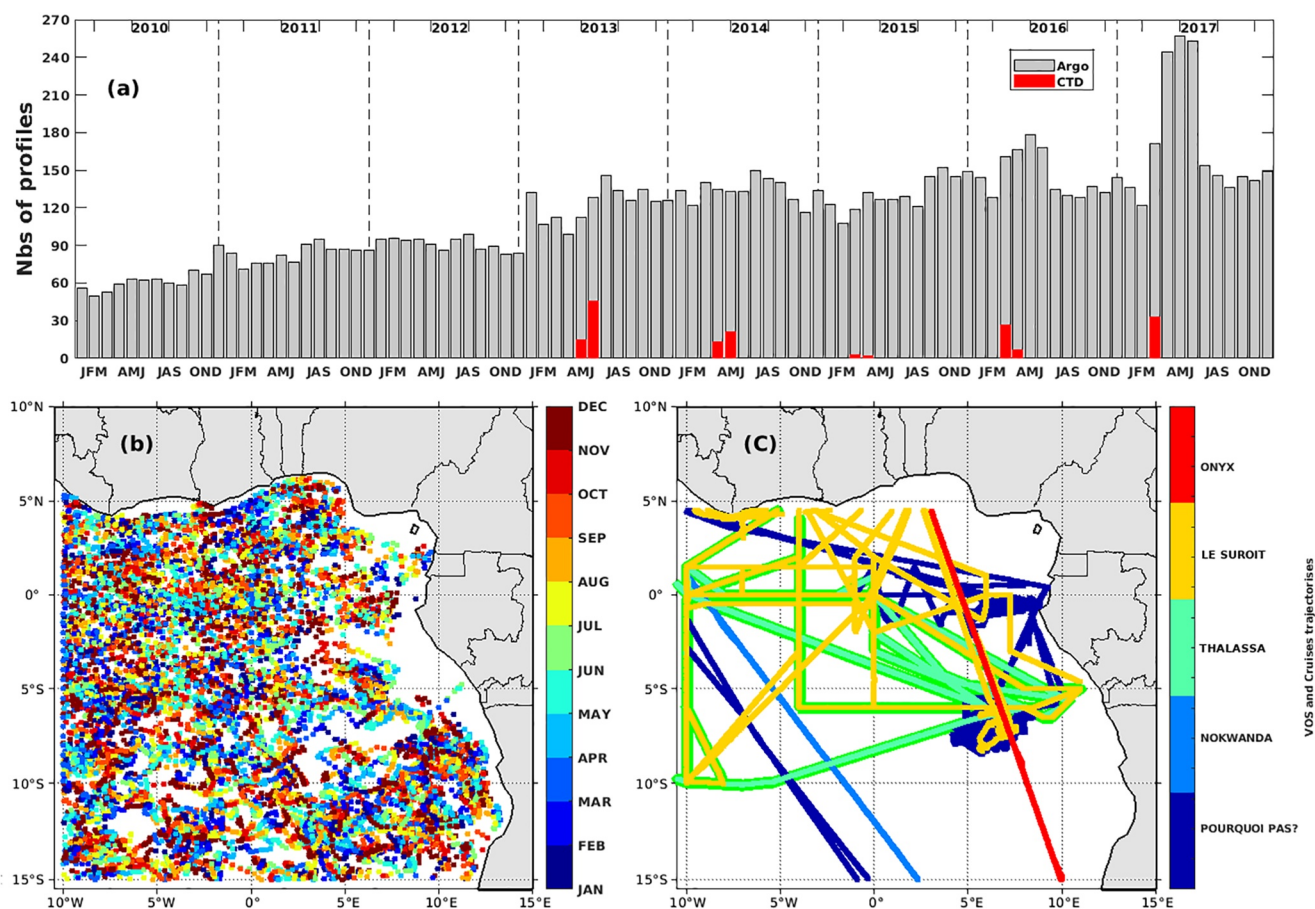 270 2010 2011 2012 2013 2014 2015 2016 2017
240
(a)
Argo
CTD
210
180
150
120
90
60
30
0
Nbs of profiles
JFM AMJ JAS OND JFM AMJ JAS OND JFM AMJ JAS OND JFM AMJ JAS OND JFM AMJ JAS OND JFM AMJ JAS OND JFM AMJ JAS OND JFM AMJ JAS OND
10°N
5°N
0°
5°S
10°S
15°S
(b)
10°W 5°W 0° 5°E 10°E 15°E
DEC
NOV
OCT
SEP
AUG
JUL
JUN
MAY
APR
MAR
FEB
JAN
10°N
5°N
0°
5°S
10°S
15°S
(C)
10°W 5°W 0° 5°E 10°E 15°E
ONYX
LE SUROIT
THALASSA
NOKWANDA
POURQUOI PAS?
VOS and Cruises trajectorises